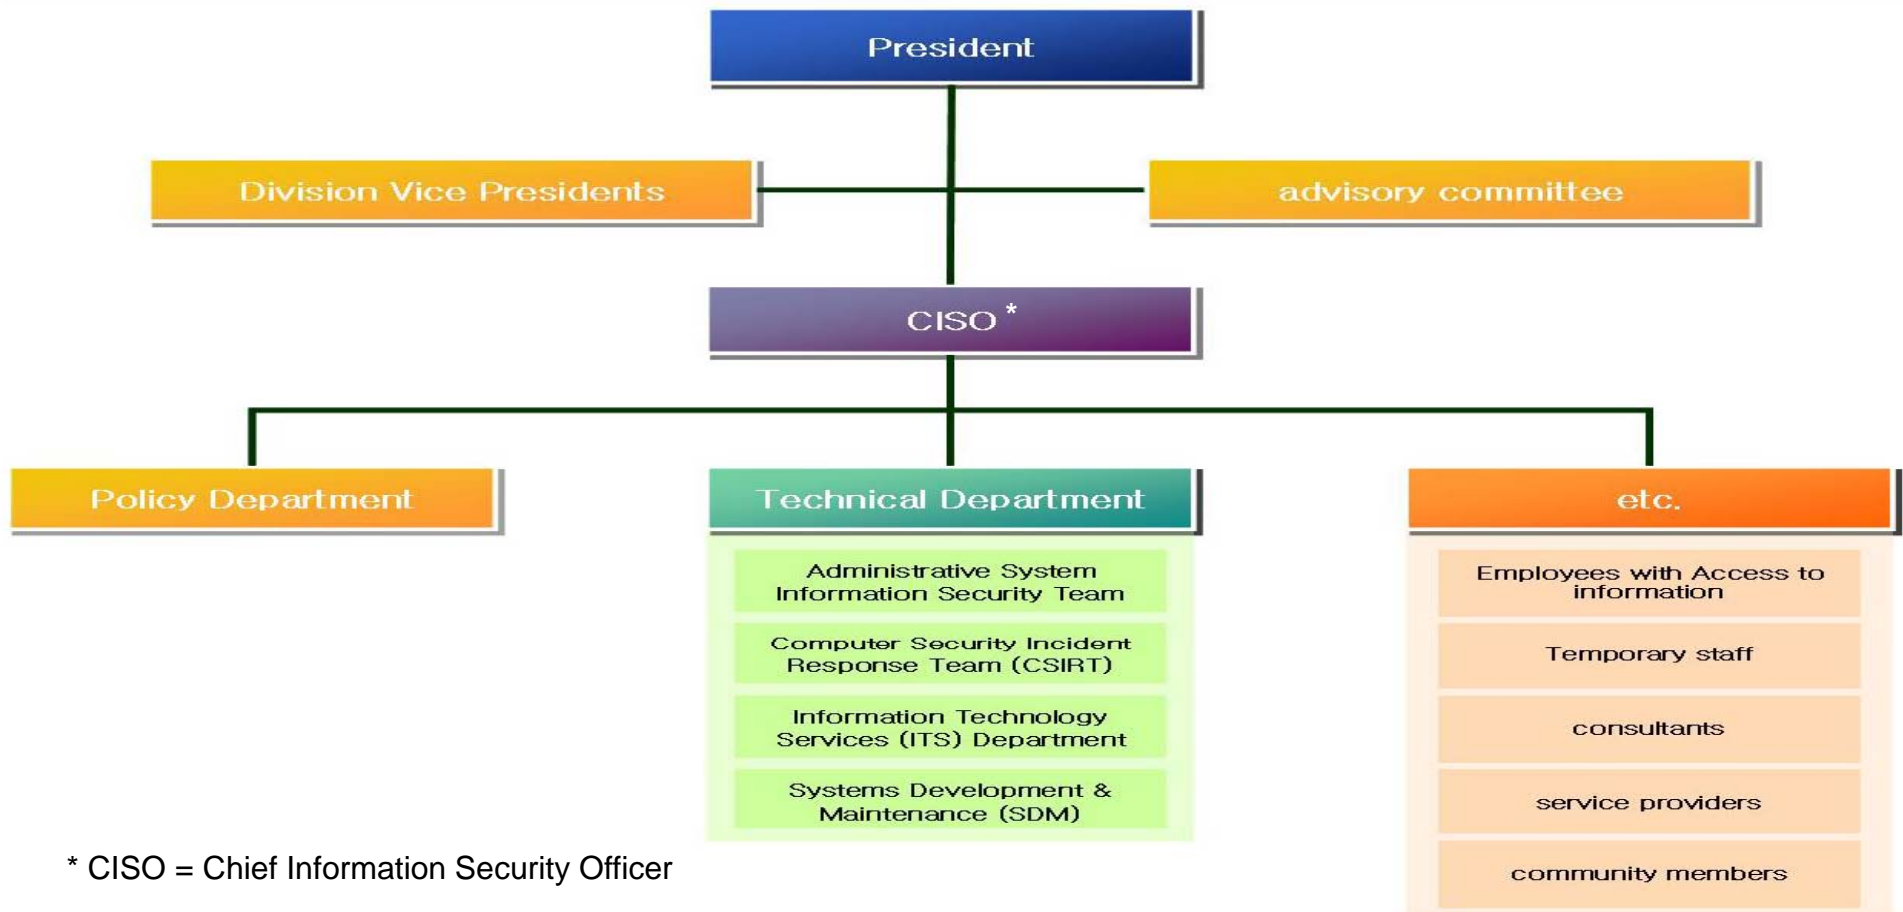 President
Division Vice Presidents
advisory committee
CISO *
Policy Department
Technical Department
etc.
Administrative System
Information Security Team
Computer Security Incident
Response Team (CSIRT)
Information Technology
Services (ITS) Department
Systems Development &
Maintenance (SDM)
Employees with Access to
information
Temporary staff
consultants
service providers
community members
* CISO = Chief Information Security Officer